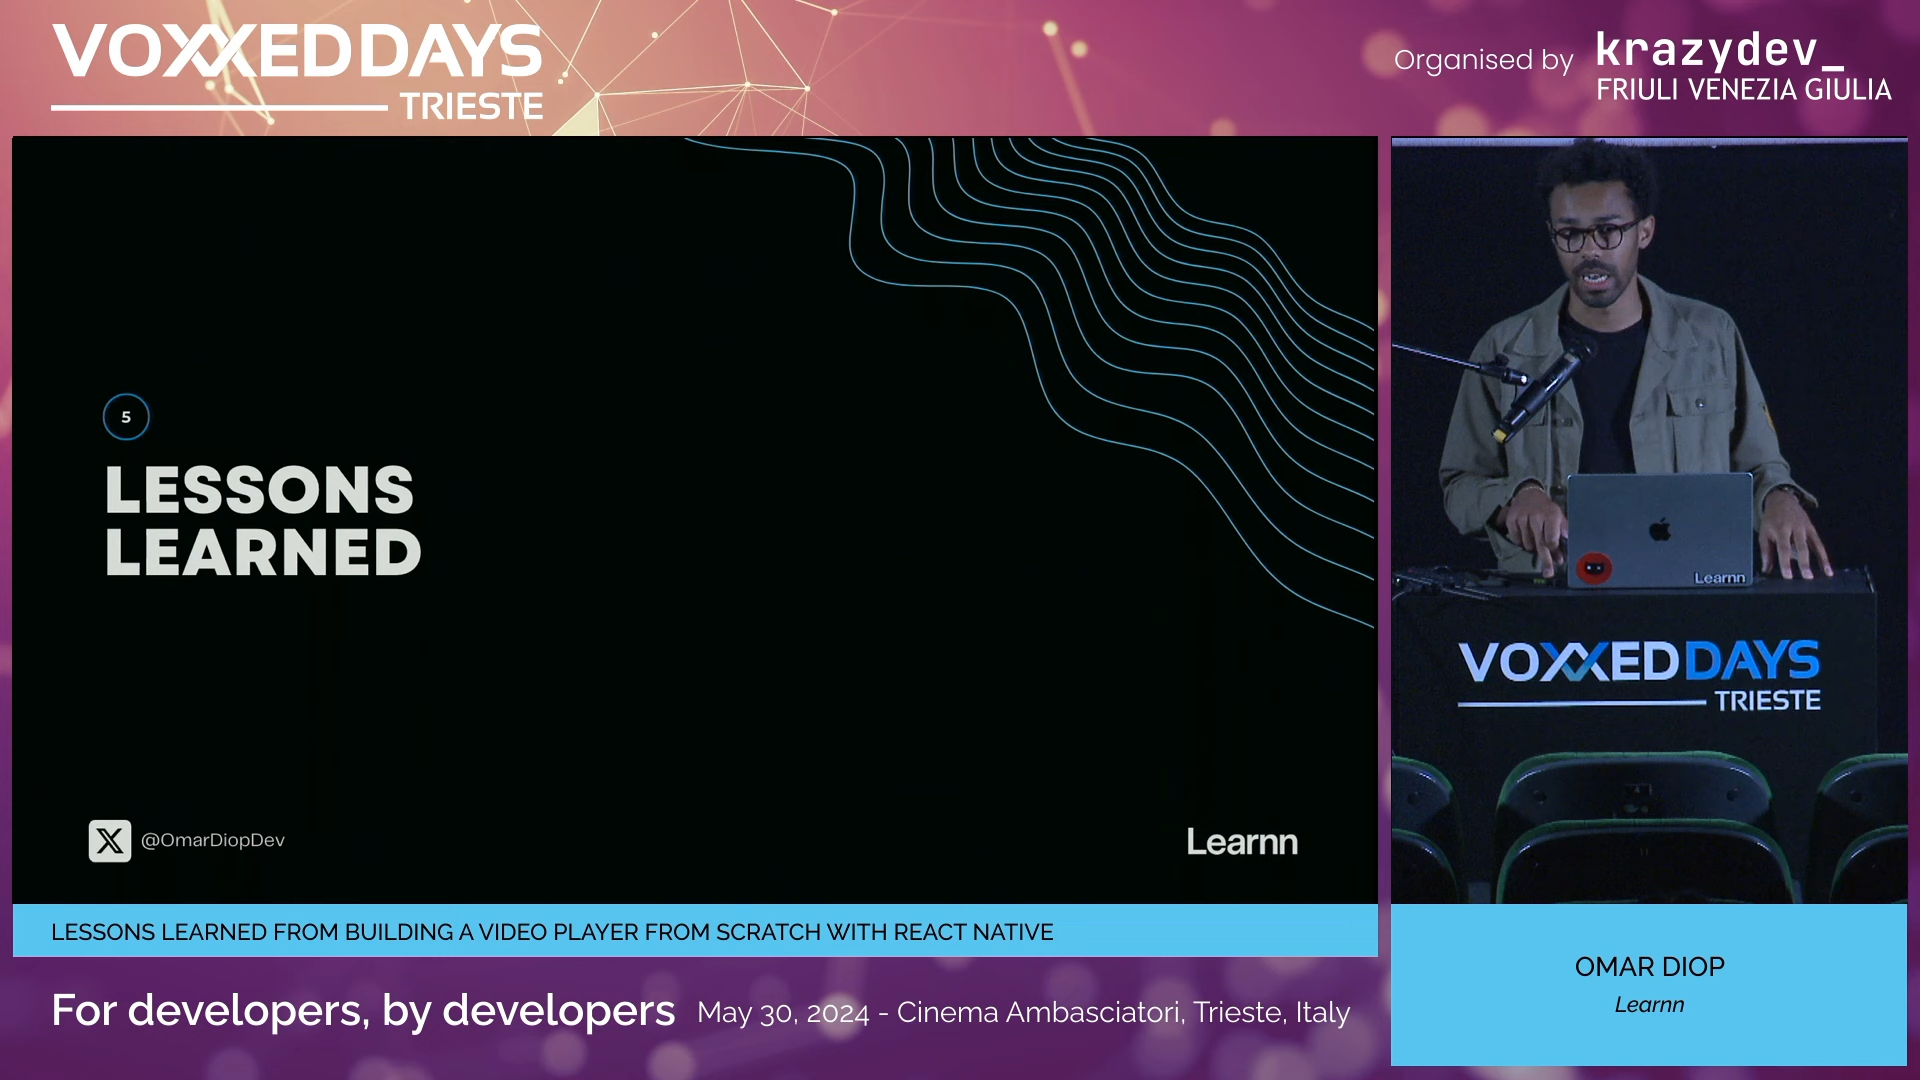 VOXXEDDAYS
TRIESTE
Organised by
krazydev_
FRIULI VENEZIA GIULIA
5
LESSONS
LEARNED
@OmarDiopDev
Learnn
Learnn
VOXXEDDAYS
TRIESTE
LESSONS LEARNED FROM BUILDING A VIDEO PLAYER FROM SCRATCH WITH REACT NATIVE
OMAR DIOP
Learnn
For developers, by developers
May 30, 2024 - Cinema Ambasciatori, Trieste, Italy